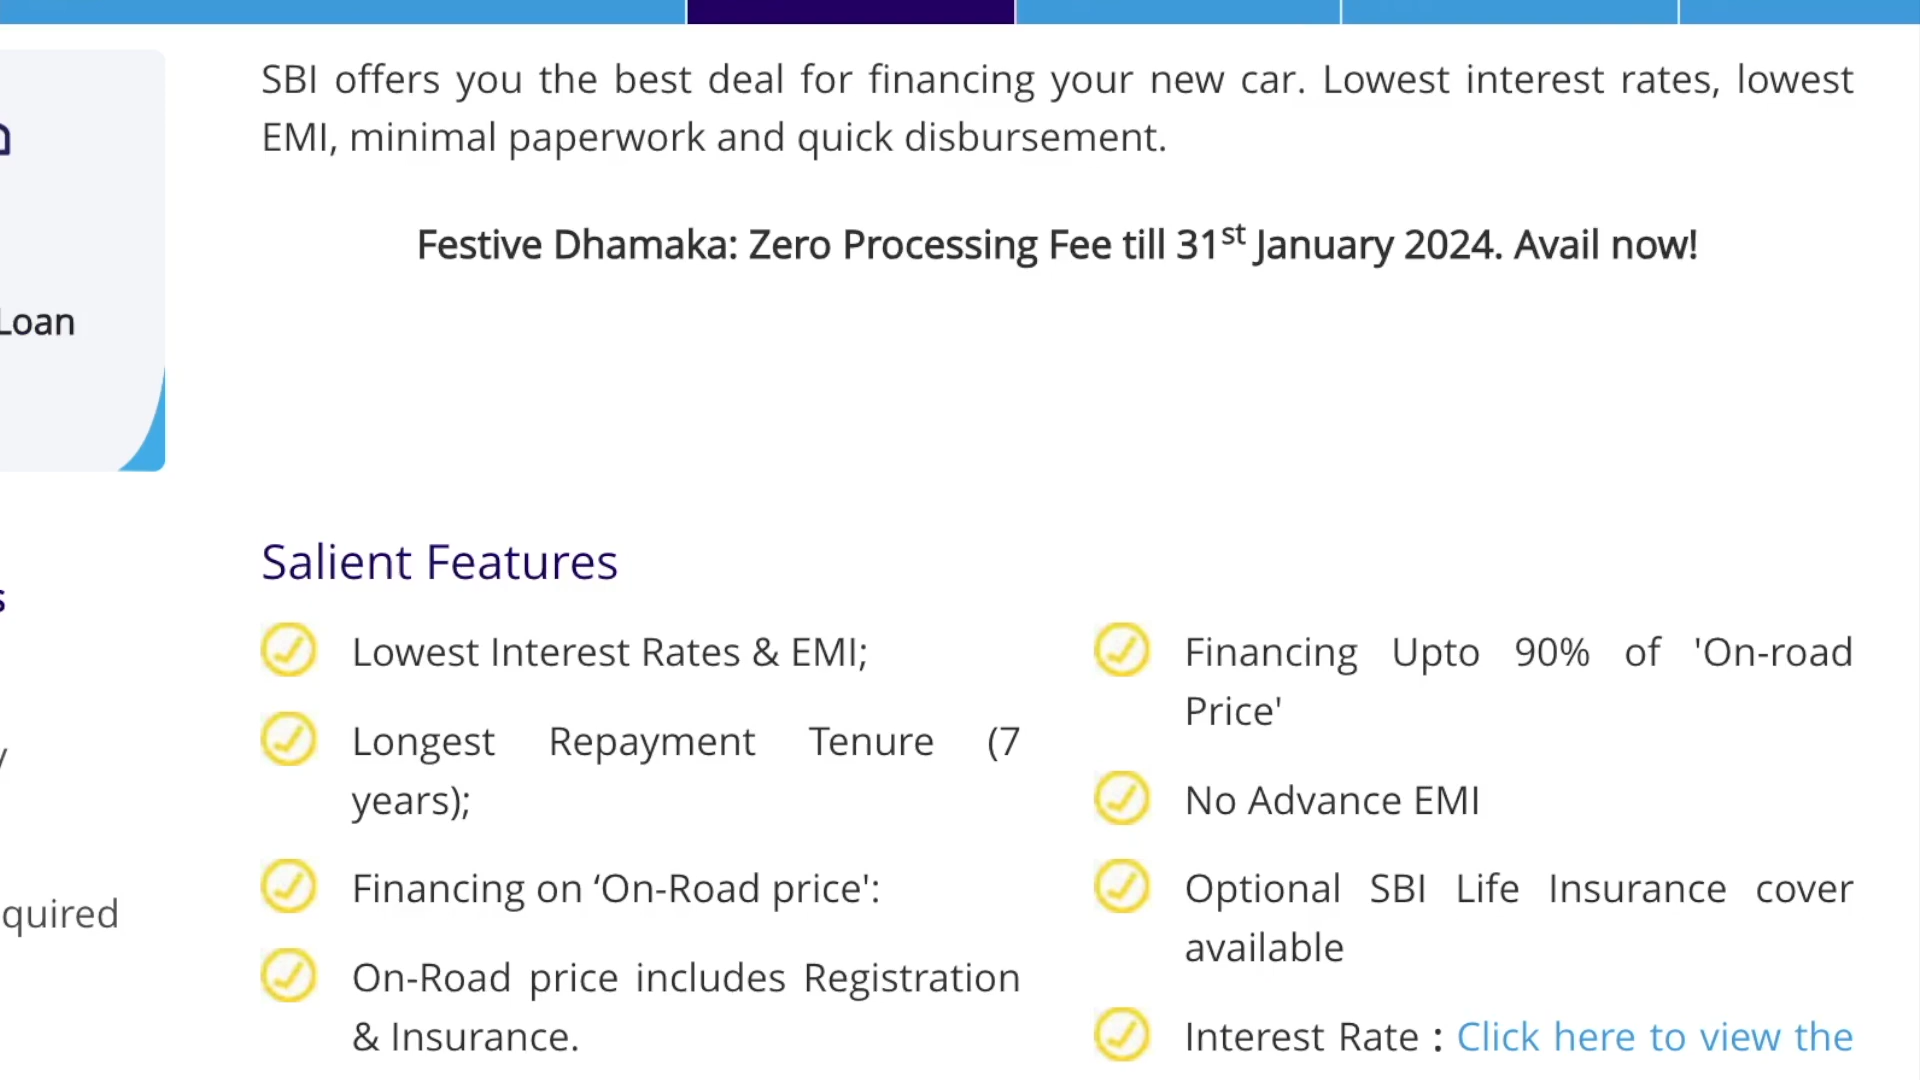 SBI offers you the best deal for financing your new car. Lowest interest rates, lowest
EMI, minimal paperwork and quick disbursement.
Festive Dhamaka: Zero Processing Fee till 31st January 2024. Avail now!
Loan
Salient Features
Lowest Interest Rates & EMI;
Longest Repayment Tenure (7
years);
Financing on ‘On-Road price':
On-Road price includes Registration
& Insurance.
Financing Upto 90% of 'On-road
Price'
No Advance EMI
Optional SBI Life Insurance cover
available
Interest Rate : Click here to view the
quired